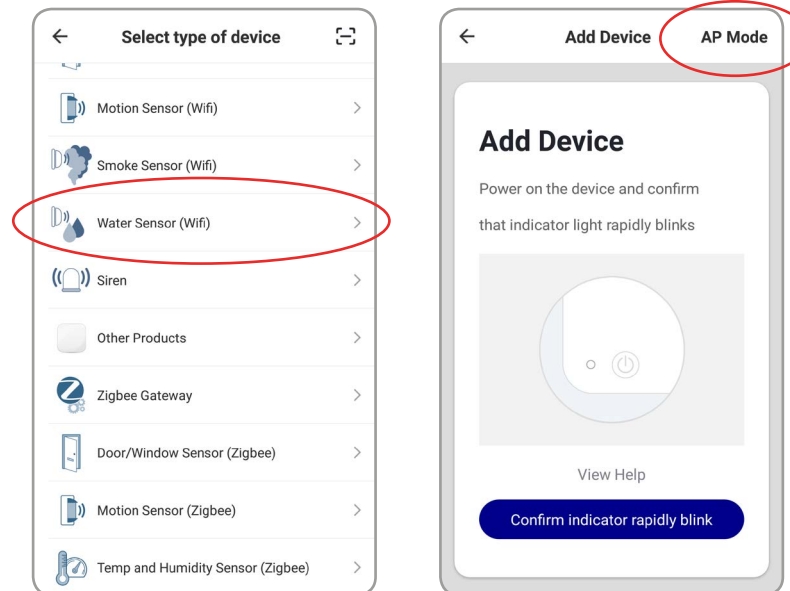 Select type of device
Motion Sensor (Wifi)
Smoke Sensor (Wifi)
Water Sensor (Wifi)
Siren
Other Products
Zigbee Gateway
Door/Window Sensor (Zigbee)
Motion Sensor (Zigbee)
Temp and Humidity Sensor (Zigbee)
Add Device
AP Mode
Add Device
Power on the device and confirm
that indicator light rapidly blinks
View Help
Confirm indicator rapidly blink